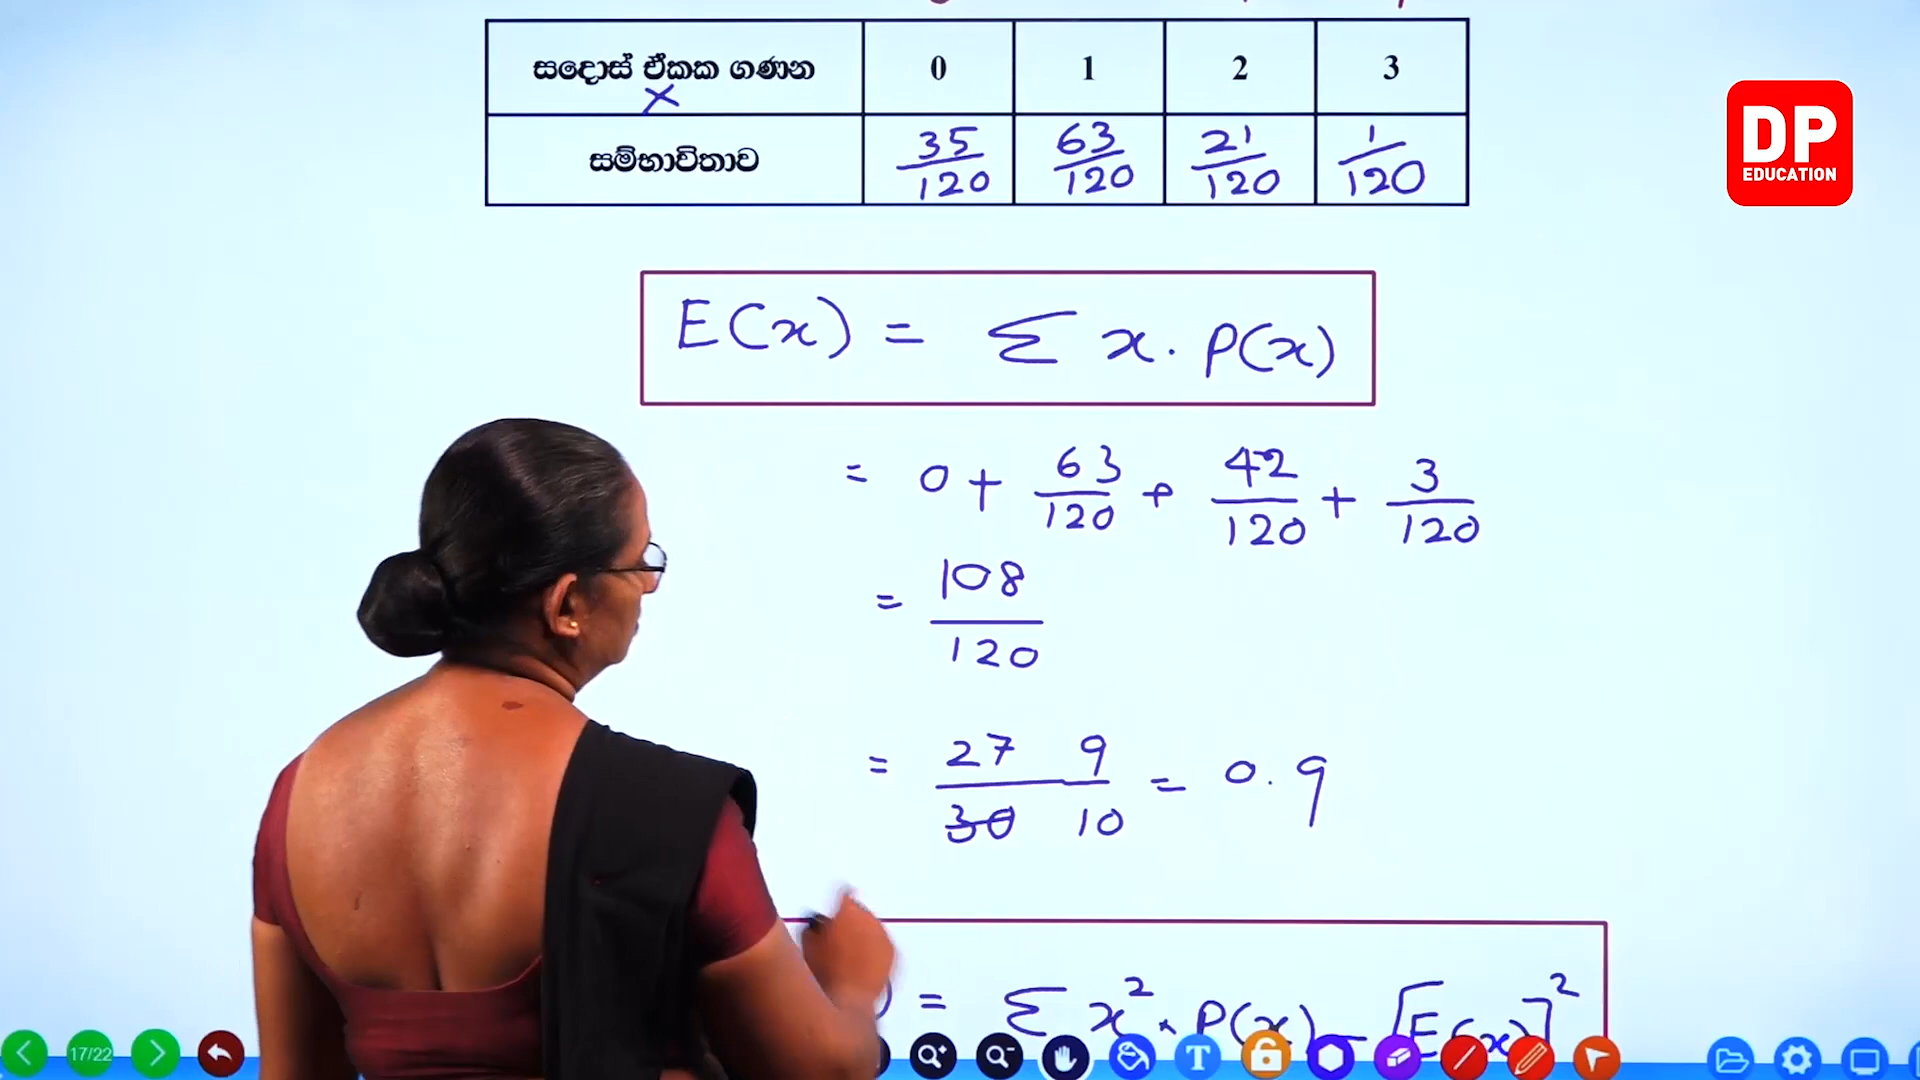 සදොස් ඒකක ගණන 0 1 2 3
X
සම්භාවිතාව 35/120 63/120 21/120 1/120
DP
EDUCATION
E(x) = Σ x. P(x)
= 0 + 63/120 + 42/120 + 3/120
= 108/120
= 27/30 9/10 = 0.9
) = Σ x² × P(x) - [E(x)]²
17/22
T